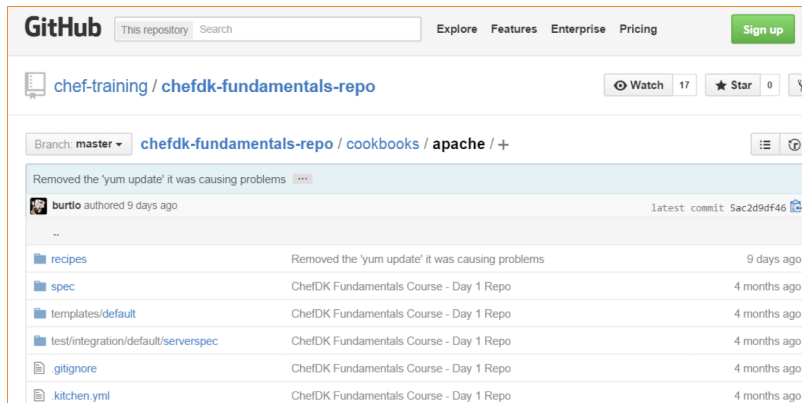 GitHub This repository Search Explore Features Enterprise Pricing Sign up
chef-training / chefdk-fundamentals-repo Watch 17 Star 0
Branch: master chefdk-fundamentals-repo / cookbooks / apache / +
Removed the 'yum update' it was causing problems ...
burtlo authored 9 days ago latest commit 5ac2d9df46
..
recipes Removed the 'yum update' it was causing problems 9 days ago
spec ChefDK Fundamentals Course - Day 1 Repo 4 months ago
templates/default ChefDK Fundamentals Course - Day 1 Repo 4 months ago
test/integration/default/serverspec ChefDK Fundamentals Course - Day 1 Repo 4 months ago
.gitignore ChefDK Fundamentals Course - Day 1 Repo 4 months ago
.kitchen.yml ChefDK Fundamentals Course - Day 1 Repo 4 months ago